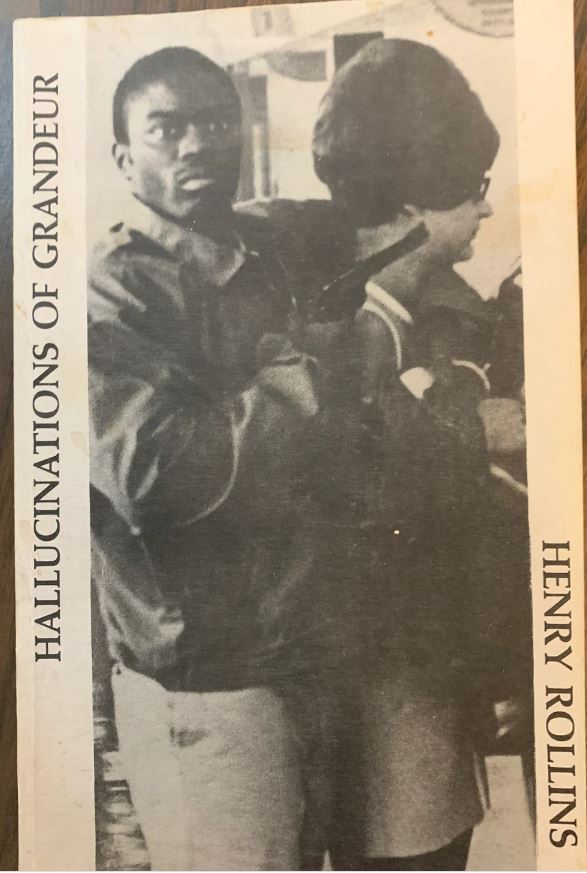 HALLUCINATIONS OF GRANDEUR
HENRY ROLLINS